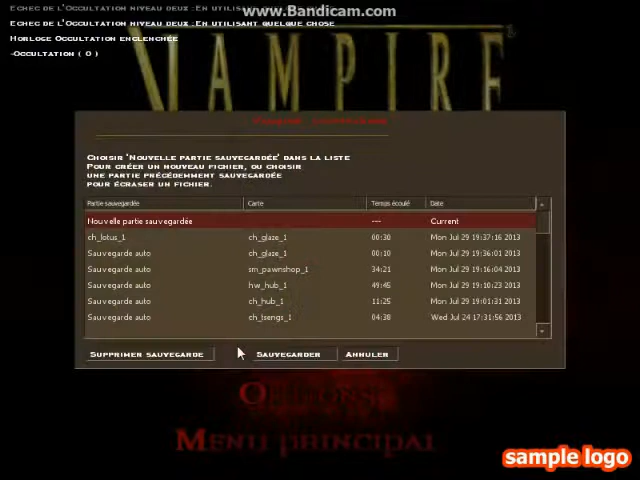 Echec de l'Occultation niveau deux :En utilis
www.Bandicam.com
Echec de l'Occultation niveau deux :En utilisant quelque chose
Horloge Occultation enclenchée
-Occultation ( 0 )
VAMPIRE
Choisir 'Nouvelle partie sauvegardée' dans la liste
Pour créer un nouveau fichier, ou choisir
une partie précédemment sauvegardée
pour écraser un fichier.
Partie sauvegardée Carte Temps écoulé Date
Nouvelle partie sauvegardée --- Current
ch_lotus_1 ch_glaze_1 00:30 Mon Jul 29 19:37:16 2013
Sauvegarde auto ch_glaze_1 00:10 Mon Jul 29 19:36:01 2013
Sauvegarde auto sm_pawnshop_1 34:21 Mon Jul 29 19:16:04 2013
Sauvegarde auto hw_hub_1 49:45 Mon Jul 29 19:10:23 2013
Sauvegarde auto ch_hub_1 11:25 Mon Jul 29 19:01:31 2013
Sauvegarde auto ch_tsengs_1 04:38 Wed Jul 24 17:31:56 2013
Supprimer sauvegarde Sauvegarder Annuler
Options
Menu principal
sample logo